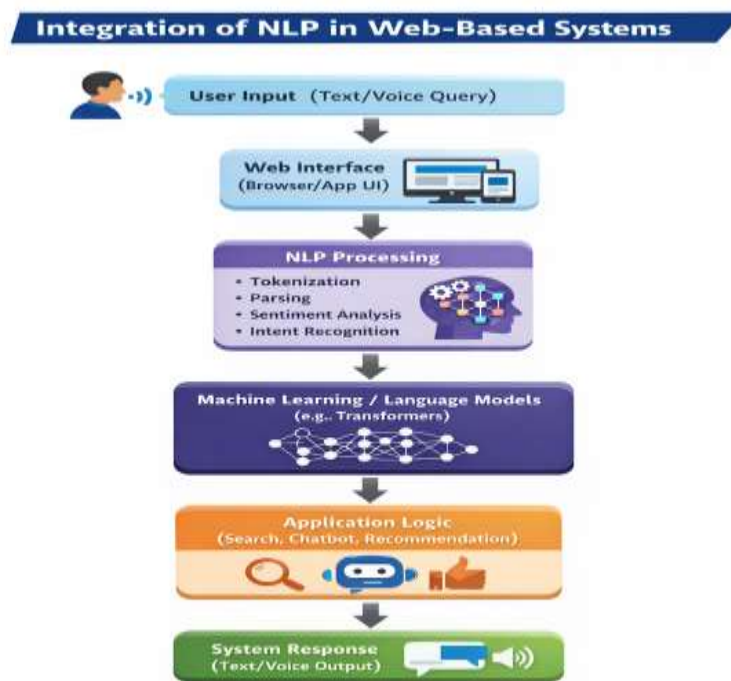 Integration of NLP in Web-Based Systems
User Input (Text/Voice Query)
Web Interface
(Browser/App UI)
NLP Processing
• Tokenization
• Parsing
• Sentiment Analysis
• Intent Recognition
Machine Learning / Language Models
(e.g.. Transformers)
Application Logic
(Search, Chatbot, Recommendation)
System Response
(Text/Voice Output)